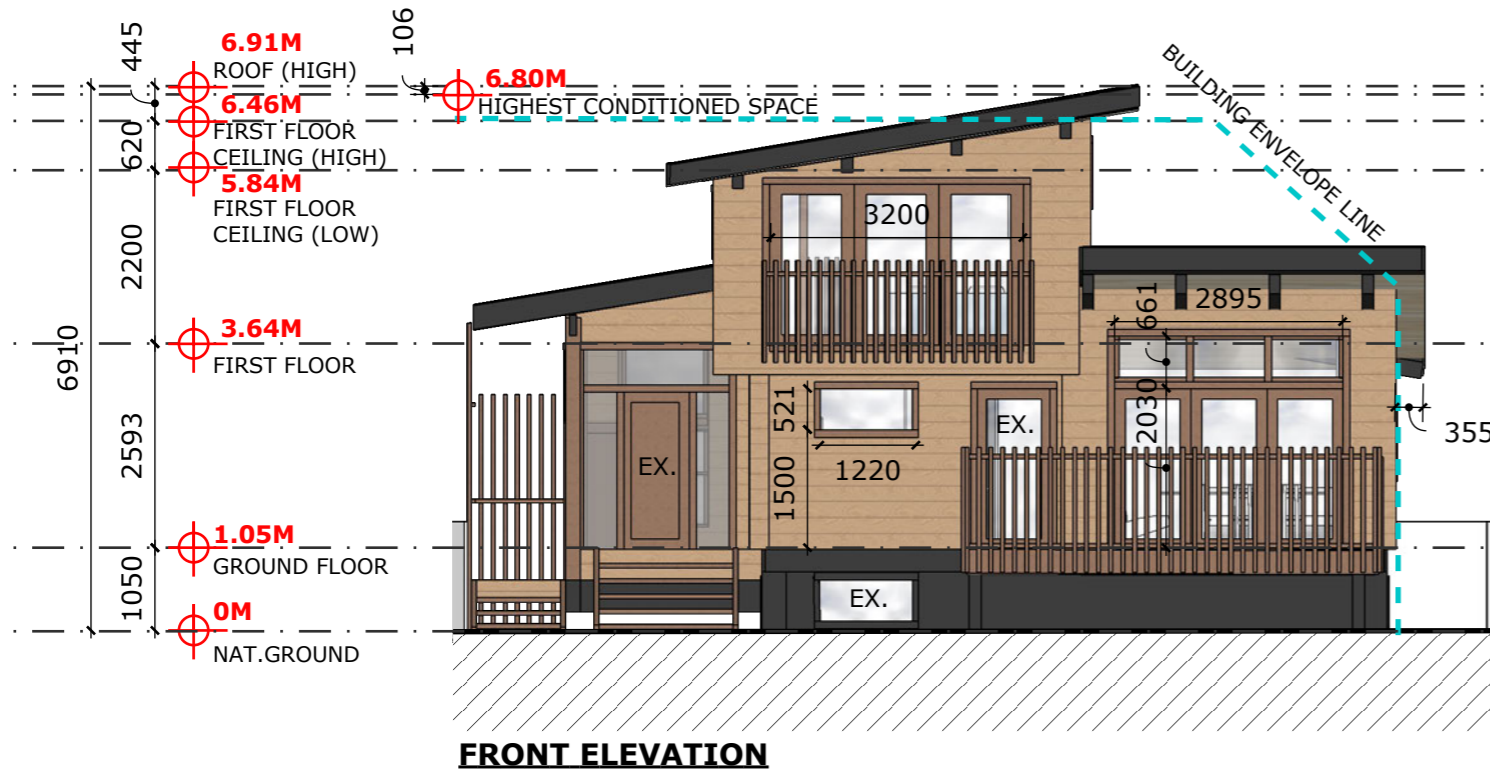 445
106
6.91M
ROOF (HIGH)
6.80M
HIGHEST CONDITIONED SPACE
BUILDING ENVELOPE LINE
6.46M
FIRST FLOOR
CEILING (HIGH)
620
5.84M
FIRST FLOOR
CEILING (LOW)
2200
3200
2895
661
3.64M
FIRST FLOOR
6910
2593
521
1220
1500
EX.
EX.
2030
355
1.05M
GROUND FLOOR
1050
EX.
0M
NAT.GROUND
FRONT ELEVATION